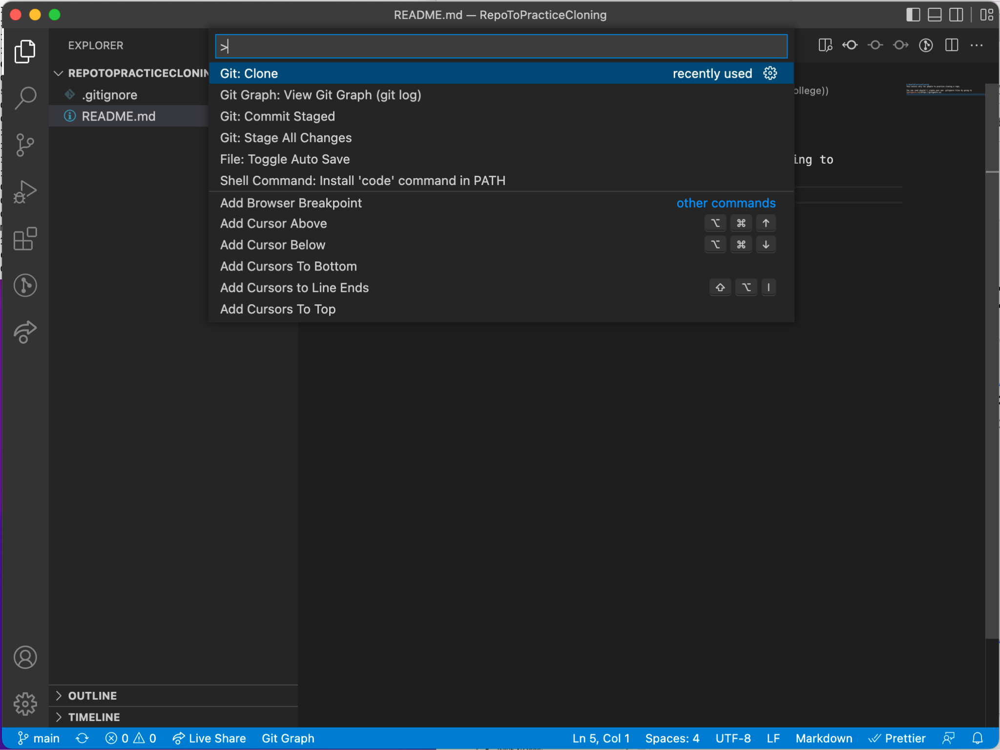 README.md — RepoToPracticeCloning
EXPLORER
REPOTOPRACTICECLONIN
.gitignore
README.md
>
Git: Clone recently used
Git Graph: View Git Graph (git log)
Git: Commit Staged
Git: Stage All Changes
File: Toggle Auto Save
Shell Command: Install 'code' command in PATH
Add Browser Breakpoint other commands
Add Cursor Above ⌥ ⌘ ↑
Add Cursor Below ⌥ ⌘ ↓
Add Cursors To Bottom
Add Cursors to Line Ends ⇧ ⌥ I
Add Cursors To Top
ollege))
ing to
OUTLINE
TIMELINE
main 0 0 Live Share Git Graph Ln 5, Col 1 Spaces: 4 UTF-8 LF Markdown Prettier